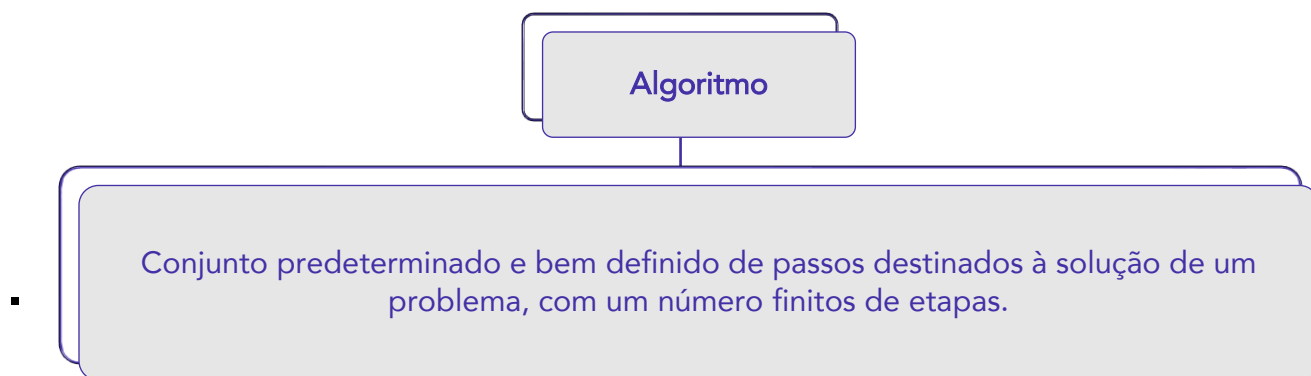 Algoritmo
Conjunto predeterminado e bem definido de passos destinados à solução de um
problema, com um número finitos de etapas.